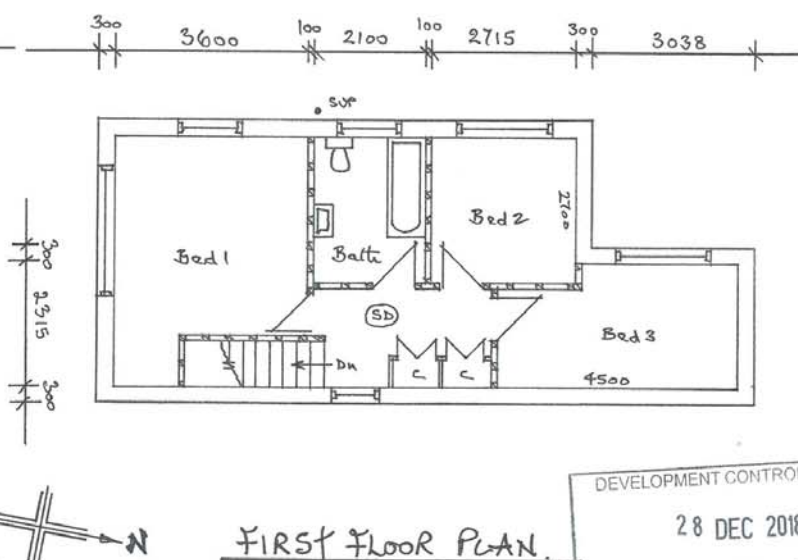 300 3600 100 2100 100 2715 300 3038
SVP
Bed 1
Bath
Bed 2
2700
300
2315
300
SD
Bed 3
Dn
C
C
4500
N
FIRST FLOOR PLAN.
DEVELOPMENT CONTRO
28 DEC 2018